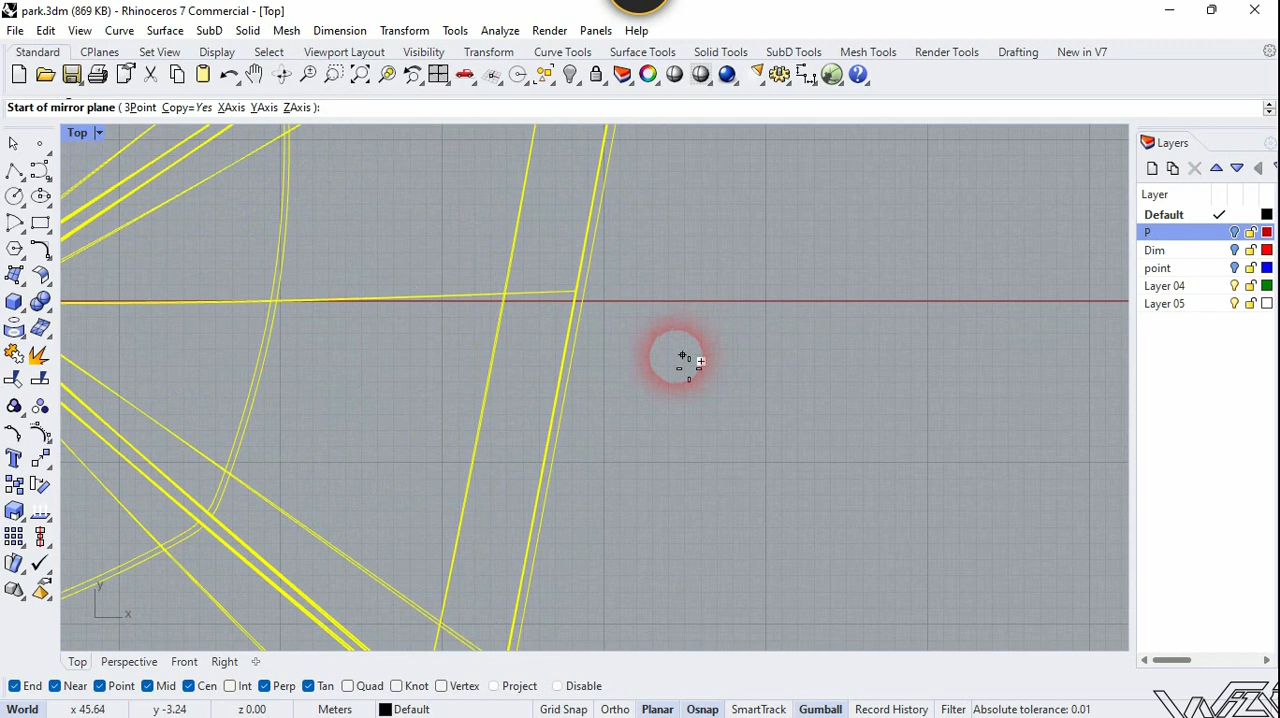 park.3dm (869 KB) - Rhinoceros 7 Commercial - [Top]
File Edit View Curve Surface SubD Solid Mesh Dimension Transform Tools Analyze Render Panels Help
Standard CPlanes Set View Display Select Viewport Layout Visibility Transform Curve Tools Surface Tools Solid Tools SubD Tools Mesh Tools Render Tools Drafting New in V7
Start of mirror plane ( 3Point Copy=Yes XAxis YAxis ZAxis ):
Top
Layers
Layer
Default
P
Dim
point
Layer 04
Layer 05
y
x
Top Perspective Front Right
End Near Point Mid Cen Int Perp Tan Quad Knot Vertex Project Disable
World x 45.64 y -3.24 z 0.00 Meters Default Grid Snap Ortho Planar Osnap SmartTrack Gumball Record History Filter Absolute tolerance: 0.01